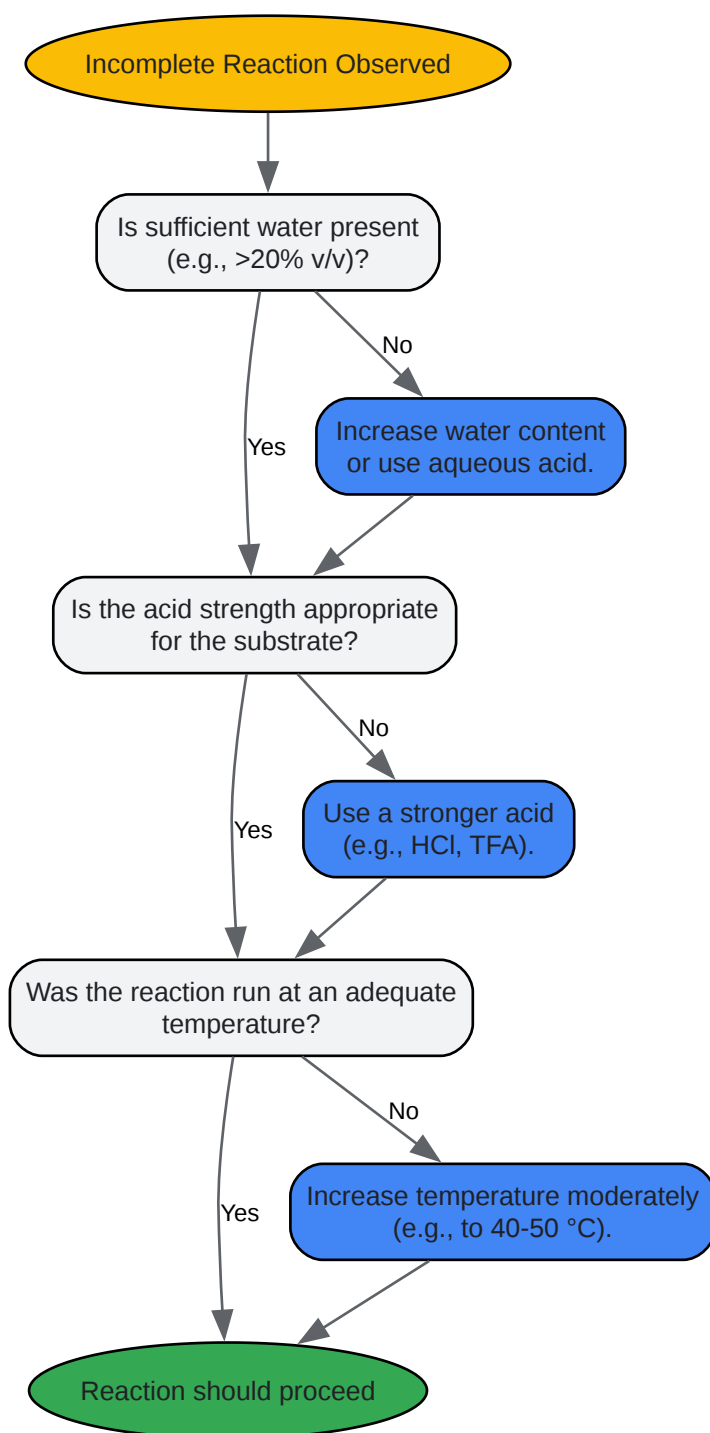 Incomplete Reaction Observed
Is sufficient water present
(e.g., >20% v/v)?
No
Yes
Increase water content
or use aqueous acid.
Is the acid strength appropriate
for the substrate?
No
Yes
Use a stronger acid
(e.g., HCl, TFA).
Was the reaction run at an adequate
temperature?
No
Yes
Increase temperature moderately
(e.g., to 40-50 °C).
Reaction should proceed